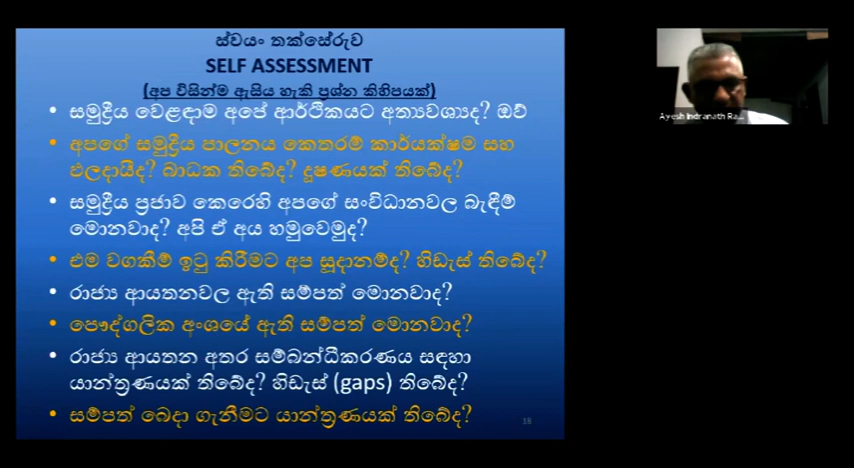 ස්වයං තක්සේරුව
SELF ASSESSMENT
(අප විසින්ම ඇසිය හැකි ප්‍රශ්න කිහිපයක්)
• සමුද්‍රීය වෙළඳාම අපේ ආර්ථිකයට අත්‍යවශ්‍යද? ඔව්
• අපගේ සමුද්‍රීය පාලනය කෙතරම් කාර්යක්ෂම සහ
ඵලදායීද? බාධක තිබේද? දූෂණයක් තිබේද?
• සමුද්‍රීය ප්‍රජාව කෙරෙහි අපගේ සංවිධානවල බැඳීම්
මොනවාද? අපි ඒ අය හමුවෙමුද?
• එම වගකීම් ඉටු කිරීමට අප සූදානම්ද? හිඩැස් තිබේද?
• රාජ්‍ය ආයතනවල ඇති සම්පත් මොනවාද?
• පෞද්ගලික අංශයේ ඇති සම්පත් මොනවාද?
• රාජ්‍ය ආයතන අතර සම්බන්ධීකරණය සඳහා
යාන්ත්‍රණයක් තිබේද? හිඩැස් (gaps) තිබේද?
• සම්පත් බෙදා ගැනීමට යාන්ත්‍රණයක් තිබේද?
18
Ayesh Indranath Ra...